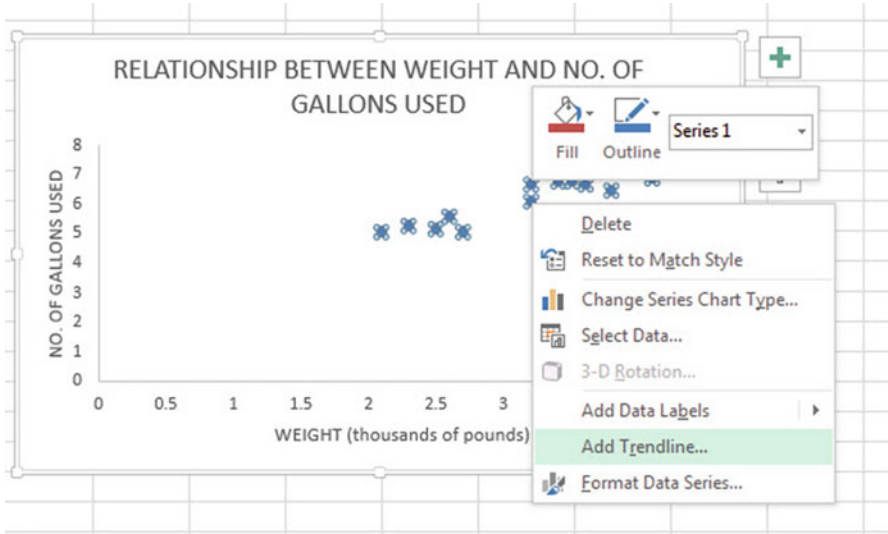 RELATIONSHIP BETWEEN WEIGHT AND NO. OF
GALLONS USED
Fill
Outline
Series 1
NO. OF GALLONS USED
8
7
6
5
4
3
2
1
0
0 0.5 1 1.5 2 2.5 3
WEIGHT (thousands of pounds)
Delete
Reset to Match Style
Change Series Chart Type...
Select Data...
3-D Rotation...
Add Data Labels
Add Trendline...
Format Data Series...